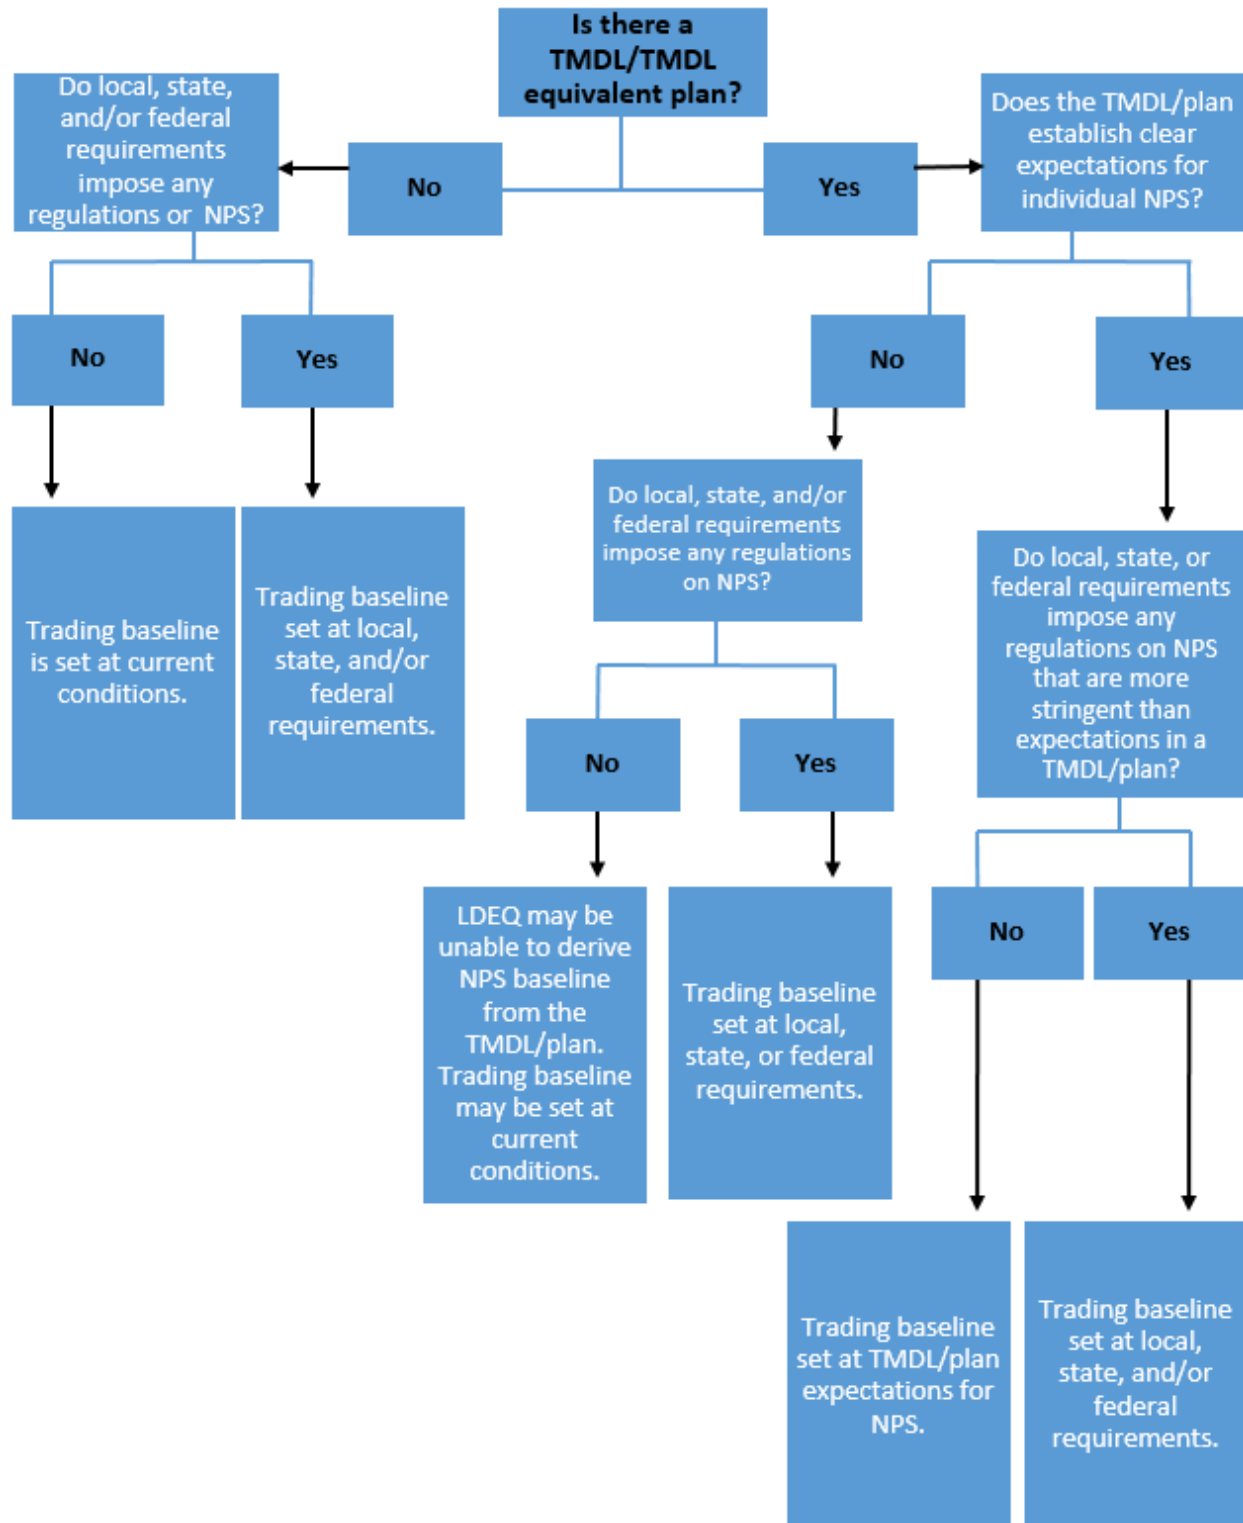 Is there a
TMDL/TMDL
equivalent plan?
Do local, state,
and/or federal
requirements
impose any
regulations or  NPS?
No
Yes
Does the TMDL/plan
establish clear
expectations for
individual NPS?
No
Yes
No
Yes
Trading baseline
is set at current
conditions.
Trading baseline
set at local,
state, and/or
federal
requirements.
Do local, state, and/or
federal requirements
impose any regulations
on NPS?
Do local, state, or
federal requirements
impose any
regulations on NPS
that are more
stringent than
expectations in a
TMDL/plan?
No
Yes
LDEQ may be
unable to derive
NPS baseline
from the
TMDL/plan.
Trading baseline
may be set at
current
conditions.
Trading baseline
set at local,
state, or federal
requirements.
No
Yes
Trading baseline
set at TMDL/plan
expectations for
NPS.
Trading baseline
set at local,
state, and/or
federal
requirements.